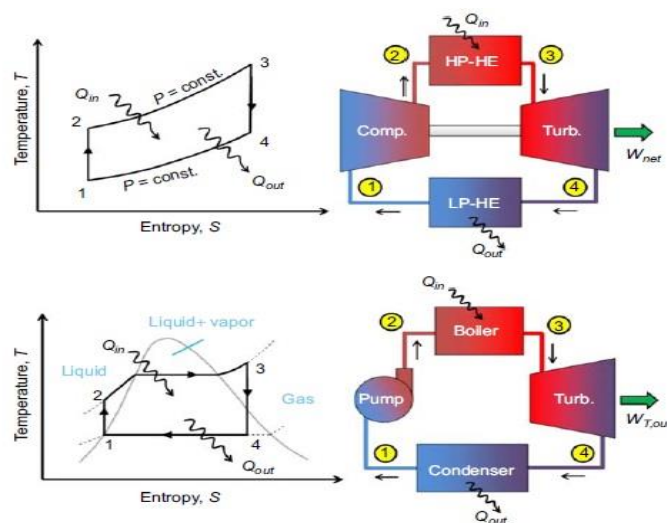 Temperature, T
Entropy, S
1
2
3
4
Q_in
P = const.
P = const.
Q_out
Q_in
2
HP-HE
3
Comp.
Turb.
W_net
1
LP-HE
4
Q_out
Temperature, T
Entropy, S
Liquid+ vapor
Liquid
Gas
Q_in
1
2
3
4
Q_out
Q_in
2
Boiler
3
Pump
Turb.
W_T,ou
1
Condenser
4
Q_out